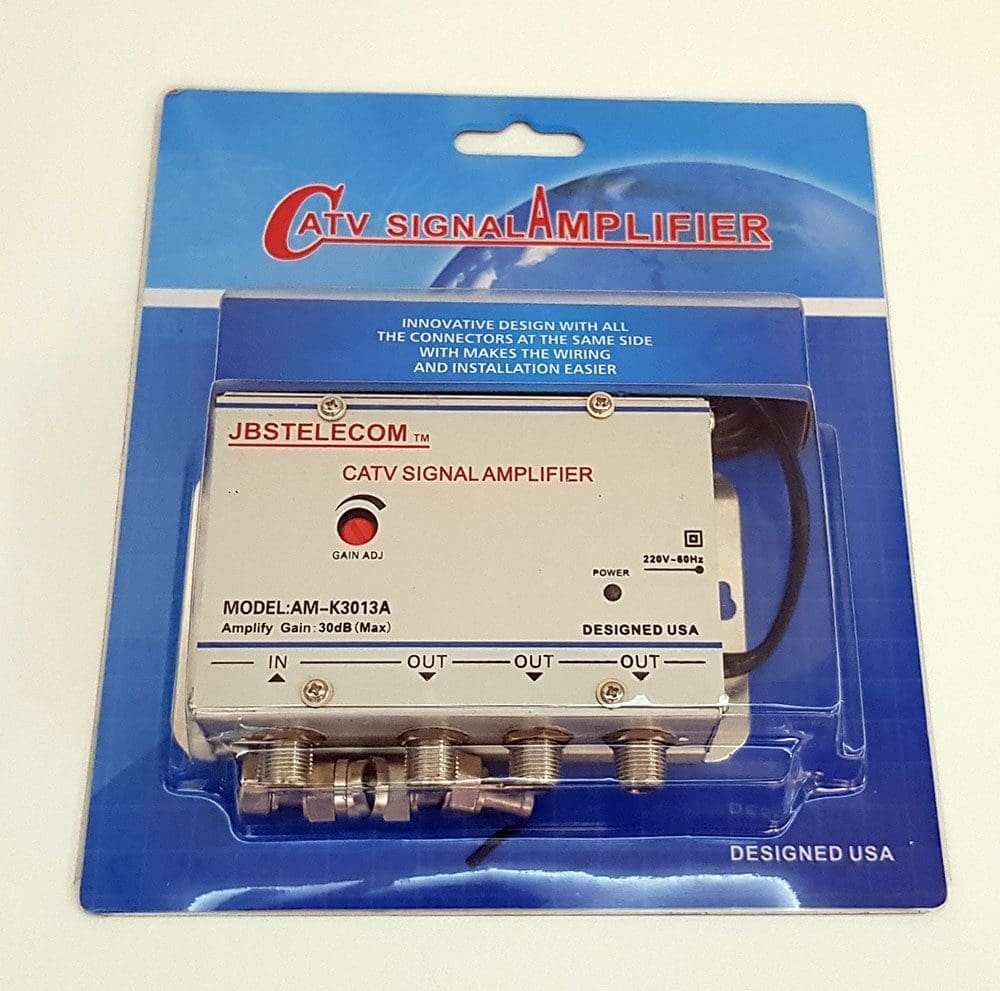 CATV SIGNAL AMPLIFIER
INNOVATIVE DESIGN WITH ALL
THE CONNECTORS AT THE SAME SIDE
WITH MAKES THE WIRING
AND INSTALLATION EASIER
JBSTELECOM TM
CATV SIGNAL AMPLIFIER
GAIN ADJ
220V~60Hz
POWER
MODEL:AM-K3013A
Amplify Gain:30dB(Max)
DESIGNED USA
IN OUT OUT OUT
DESIGNED USA